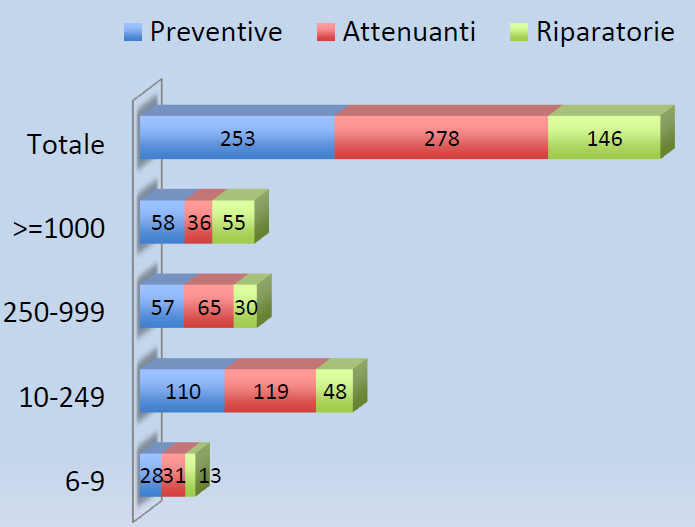 Preventive Attenuanti Riparatorie
Totale 253 278 146
>=1000 58 36 55
250-999 57 65 30
10-249 110 119 48
6-9 28 31 13